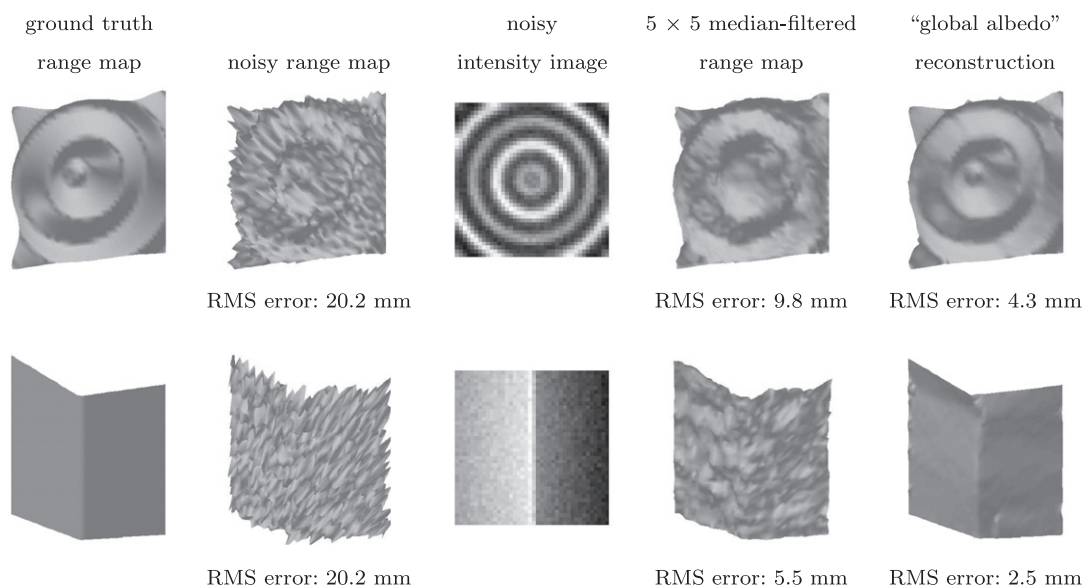 ground truth
range map
noisy range map
noisy
intensity image
5 × 5 median-filtered
range map
“global albedo”
reconstruction
RMS error: 20.2 mm
RMS error: 9.8 mm
RMS error: 4.3 mm
RMS error: 20.2 mm
RMS error: 5.5 mm
RMS error: 2.5 mm